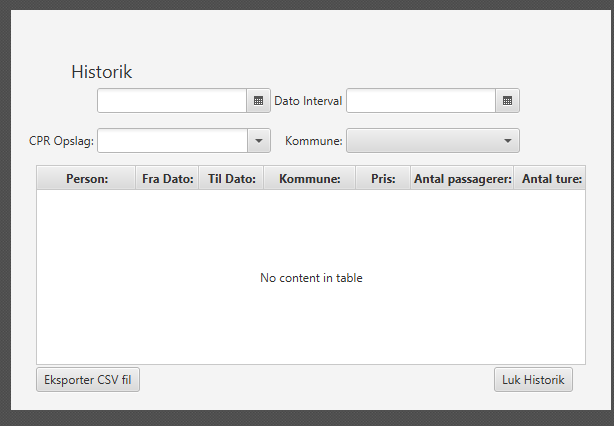 Historik
Dato Interval
CPR Opslag: Kommune:
Person: Fra Dato: Til Dato: Kommune: Pris: Antal passagerer: Antal ture:
No content in table
Eksporter CSV fil Luk Historik